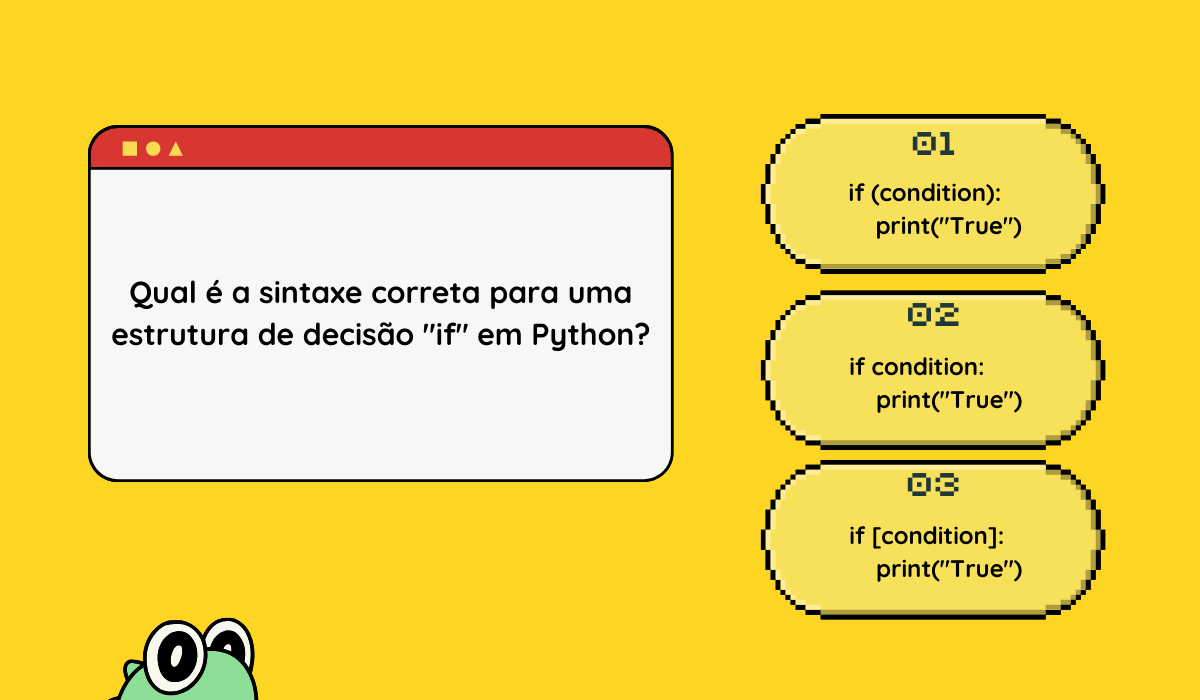 Qual é a sintaxe correta para uma
estrutura de decisão "if" em Python?
01
if (condition):
    print("True")
02
if condition:
    print("True")
03
if [condition]:
    print("True")